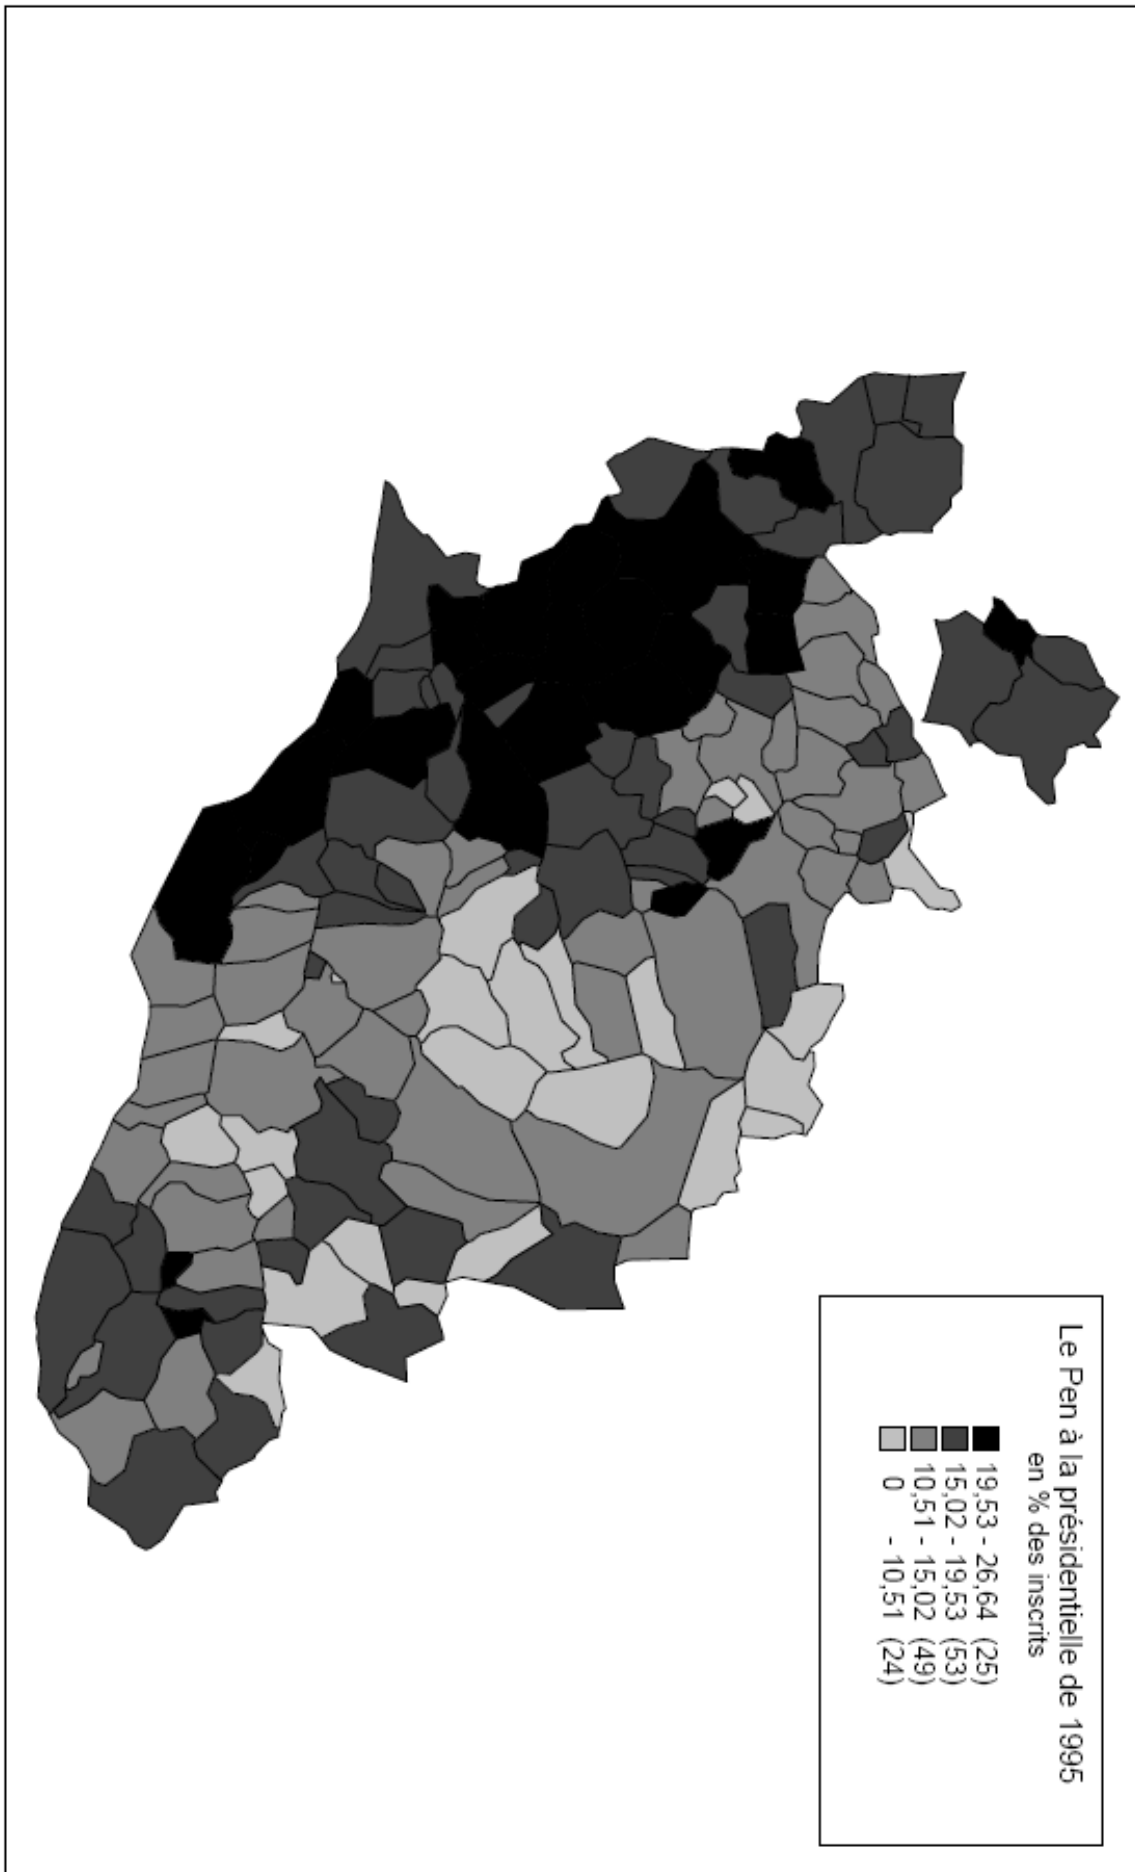 Le Pen à la présidentielle de 1995
en % des inscrits
19,53 - 26,64 (25)
15,02 - 19,53 (53)
10,51 - 15,02 (49)
0 - 10,51 (24)